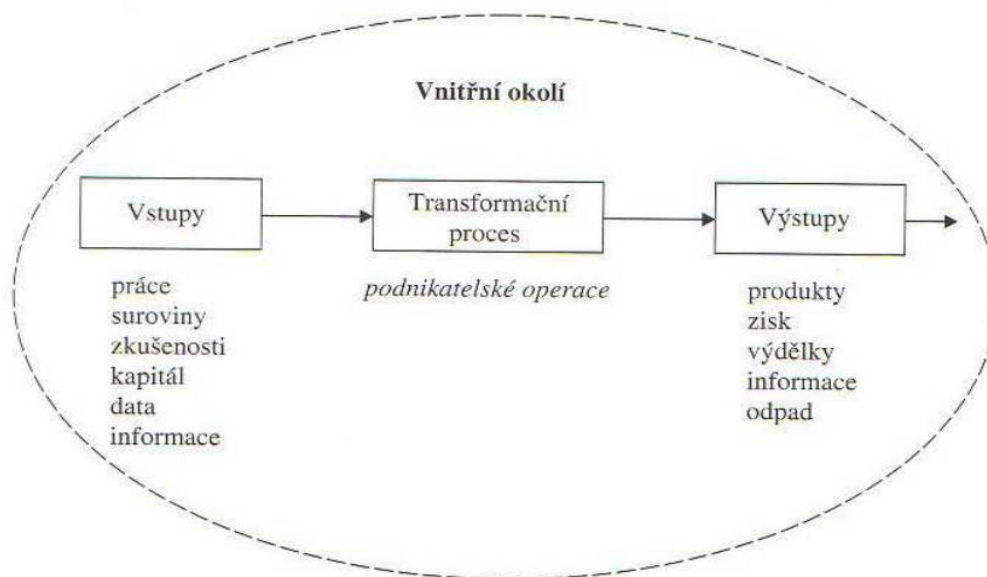 Vnitřní okolí
Vstupy
Transformační
proces
Výstupy
práce
suroviny
zkušenosti
kapitál
data
informace
podnikatelské operace
produkty
zisk
výdělky
informace
odpad